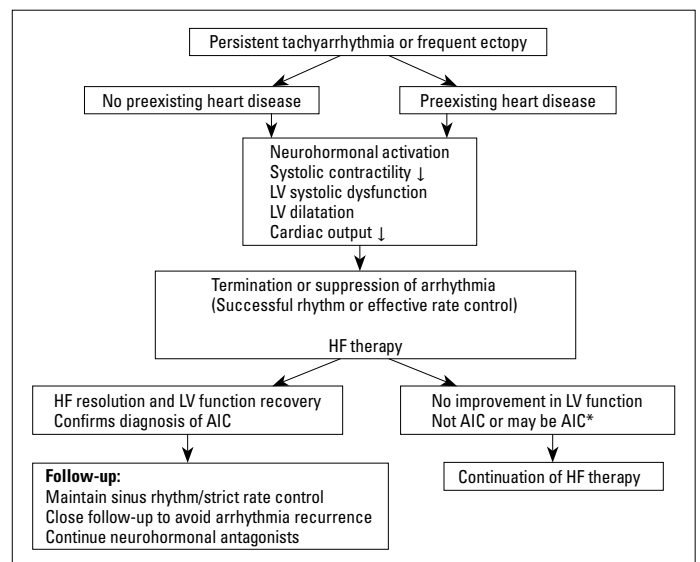 Persistent tachyarrhythmia or frequent ectopy
No preexisting heart disease
Preexisting heart disease
Neurohormonal activation
Systolic contractility ↓
LV systolic dysfunction
LV dilatation
Cardiac output ↓
Termination or suppression of arrhythmia
(Successful rhythm or effective rate control)
HF therapy
HF resolution and LV function recovery
Confirms diagnosis of AIC
No improvement in LV function
Not AIC or may be AIC*
Follow-up:
Maintain sinus rhythm/strict rate control
Close follow-up to avoid arrhythmia recurrence
Continue neurohormonal antagonists
Continuation of HF therapy